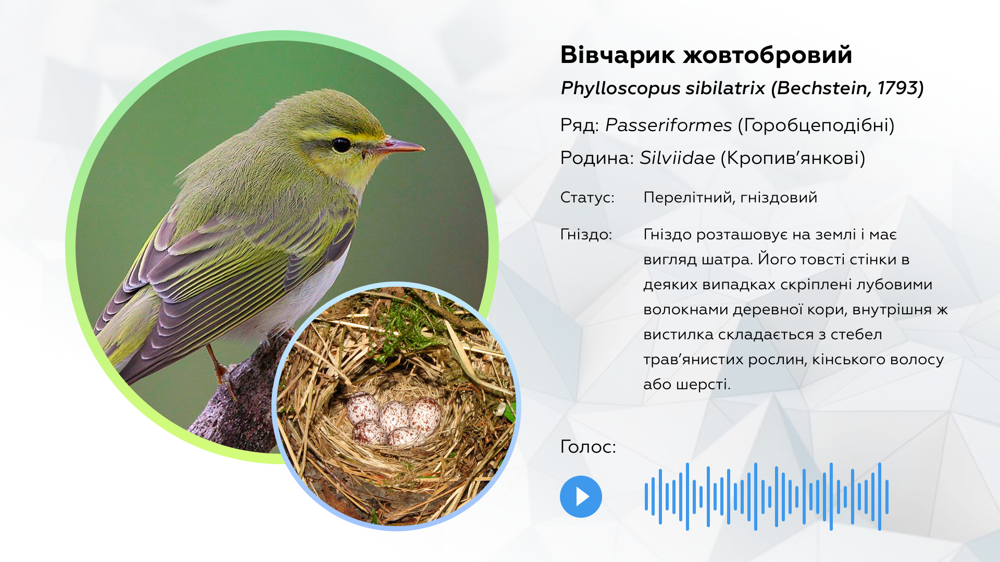 Вівчарик жовтобровий
Phylloscopus sibilatrix (Bechstein, 1793)
Ряд: Passeriformes (Горобцеподібні)
Родина: Silviidae (Кропив’янкові)
Статус: Перелітний, гніздовий
Гніздо: Гніздо розташовує на землі і має
вигляд шатра. Його товсті стінки в
деяких випадках скріплені лубовими
волокнами деревної кори, внутрішня ж
вистилка складається з стебел
трав’янистих рослин, кінського волосу
або шерсті.
Голос: